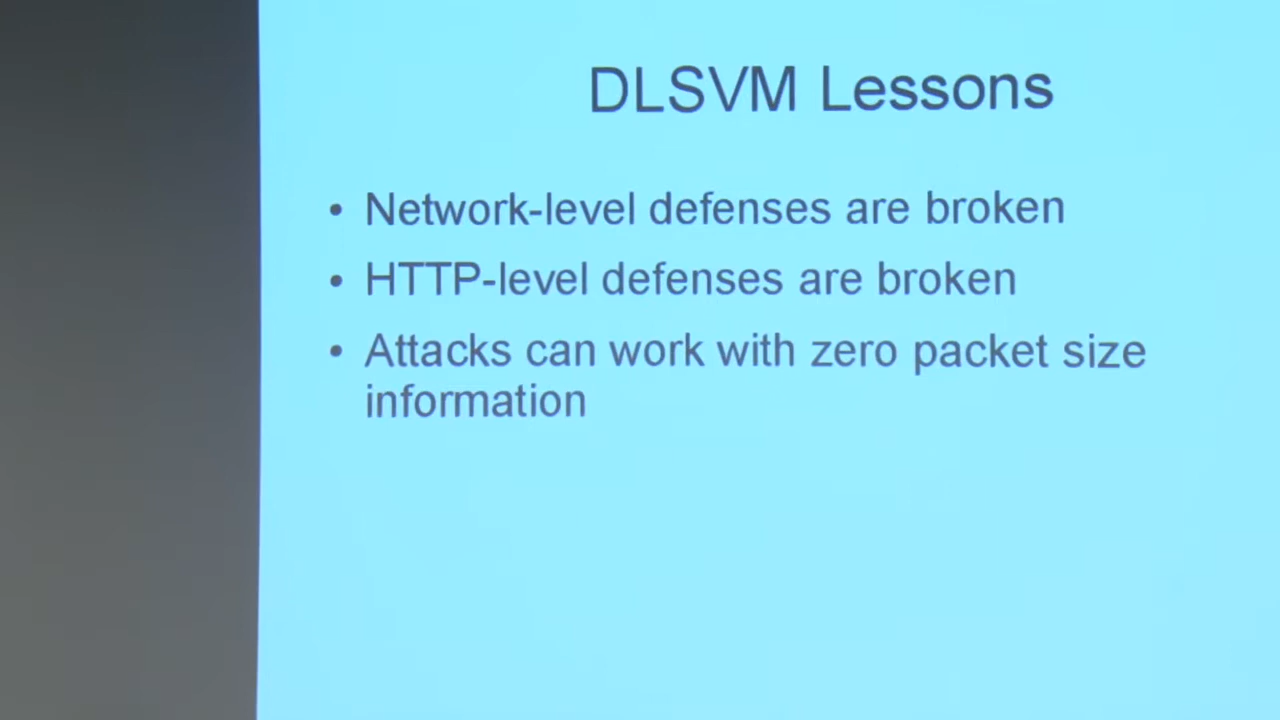 DLSVM Lessons
• Network-level defenses are broken
• HTTP-level defenses are broken
• Attacks can work with zero packet size
information